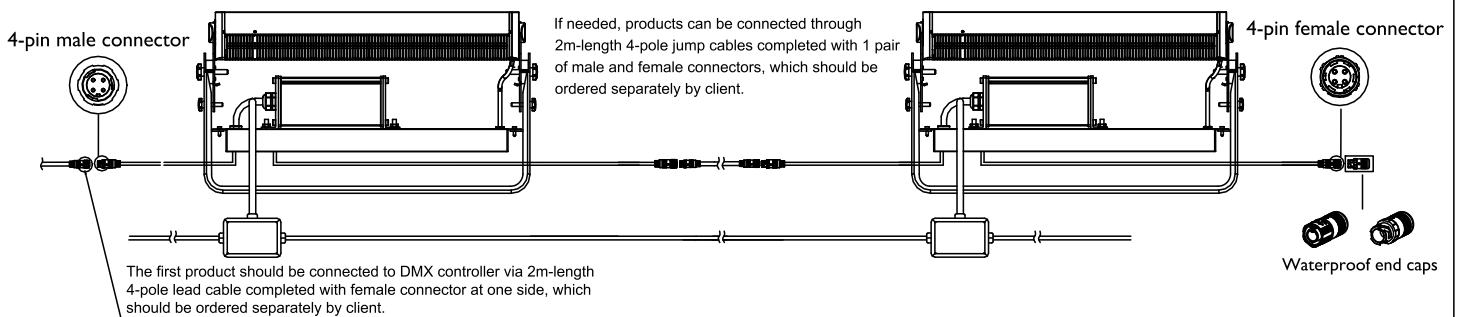 4-pin male connector
If needed, products can be connected through
2m-length 4-pole jump cables completed with 1 pair
of male and female connectors, which should be
ordered separately by client.
4-pin female connector
Waterproof end caps
The first product should be connected to DMX controller via 2m-length
4-pole lead cable completed with female connector at one side, which
should be ordered separately by client.